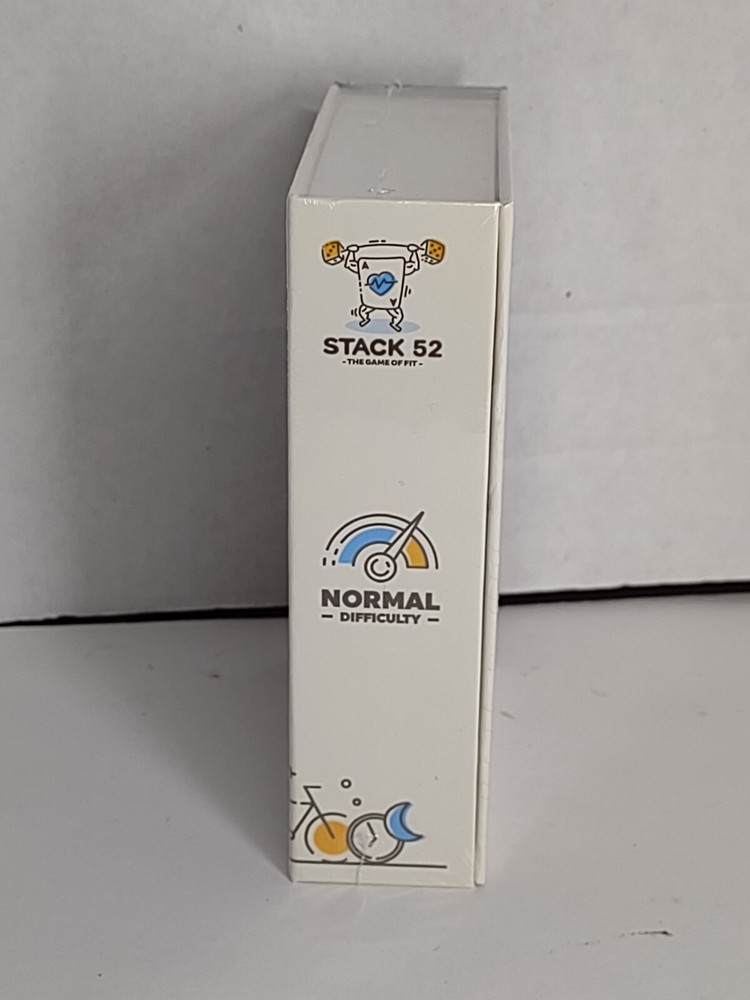 A
A
STACK 52
- THE GAME OF FIT -
NORMAL
- DIFFICULTY -